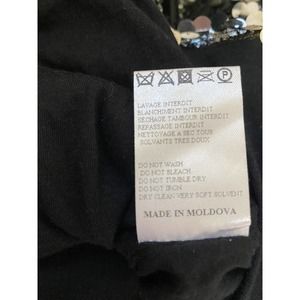 LAVAGE INTERDIT
BLANCHIMENT INTERDIT
SECHAGE TAMBOUR INTERDIT
REPASSAGE INTERDIT
NETTOYAGE A SEC TOUS
SOLVANTS TRES DOUX
DO NOT WASH
DO NOT BLEACH
DO NOT TUMBLE DRY
DO NOT IRON
DRY CLEAN VERY SOFT SOLVENT
MADE IN MOLDOVA